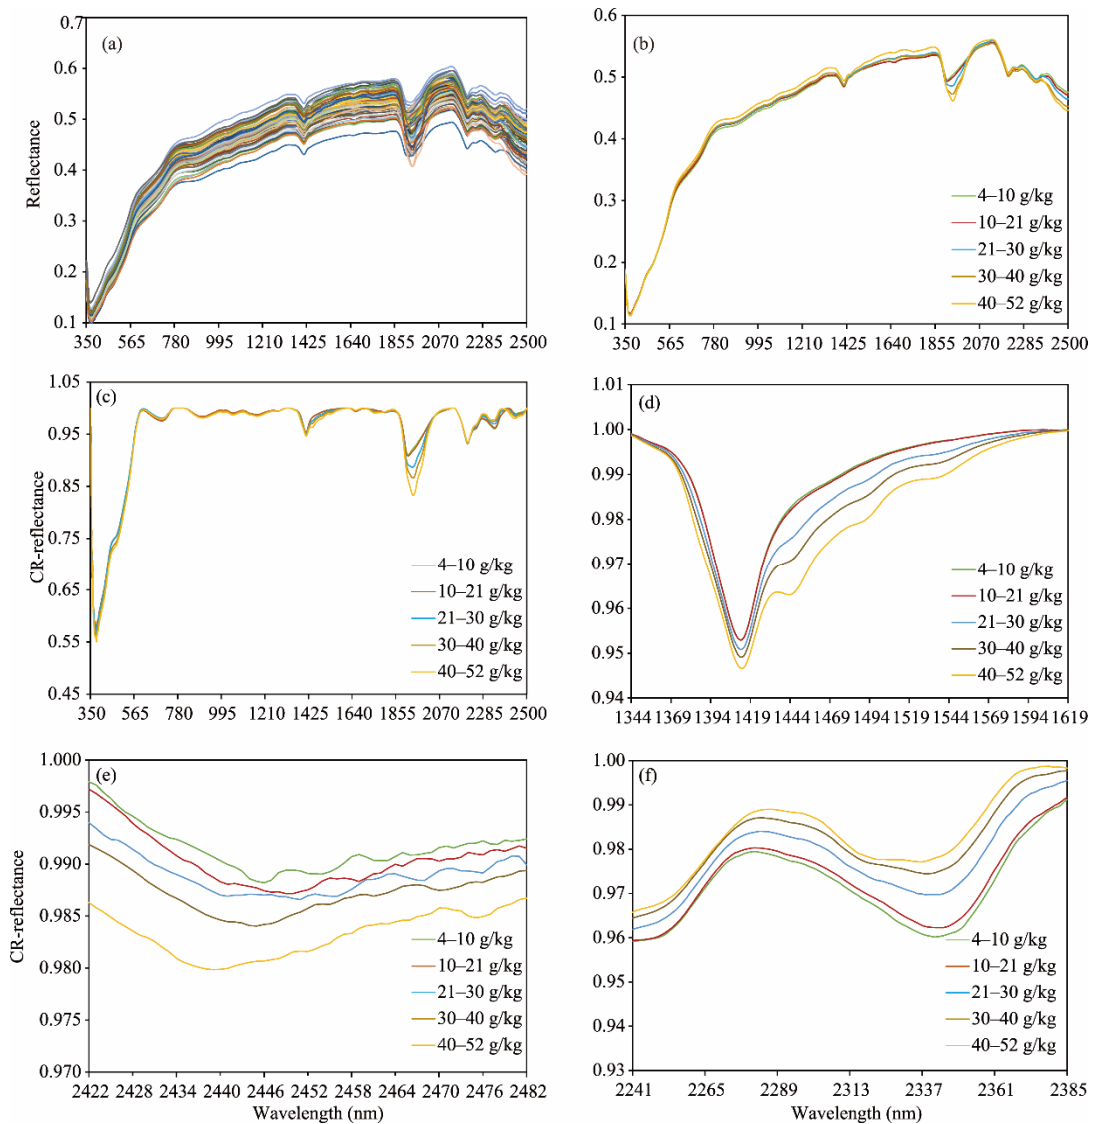 (a)
Reflectance
0.7
0.6
0.5
0.4
0.3
0.2
0.1
350 565 780 995 1210 1425 1640 1855 2070 2285 2500
(b)
0.6
0.5
0.4
0.3
0.2
0.1
4–10 g/kg
10–21 g/kg
21–30 g/kg
30–40 g/kg
40–52 g/kg
350 565 780 995 1210 1425 1640 1855 2070 2285 2500
(c)
CR-reflectance
1.05
0.95
0.85
0.75
0.65
0.55
0.45
4–10 g/kg
10–21 g/kg
21–30 g/kg
30–40 g/kg
40–52 g/kg
350 565 780 995 1210 1425 1640 1855 2070 2285 2500
(d)
1.01
1.00
0.99
0.98
0.97
0.96
0.95
0.94
4–10 g/kg
10–21 g/kg
21–30 g/kg
30–40 g/kg
40–52 g/kg
1344 1369 1394 1419 1444 1469 1494 1519 1544 1569 1594 1619
(e)
CR-reflectance
1.000
0.995
0.990
0.985
0.980
0.975
0.970
4–10 g/kg
10–21 g/kg
21–30 g/kg
30–40 g/kg
40–52 g/kg
2422 2428 2434 2440 2446 2452 2458 2464 2470 2476 2482
Wavelength (nm)
(f)
1.00
0.99
0.98
0.97
0.96
0.95
0.94
0.93
4–10 g/kg
10–21 g/kg
21–30 g/kg
30–40 g/kg
40–52 g/kg
2241 2265 2289 2313 2337 2361 2385
Wavelength (nm)